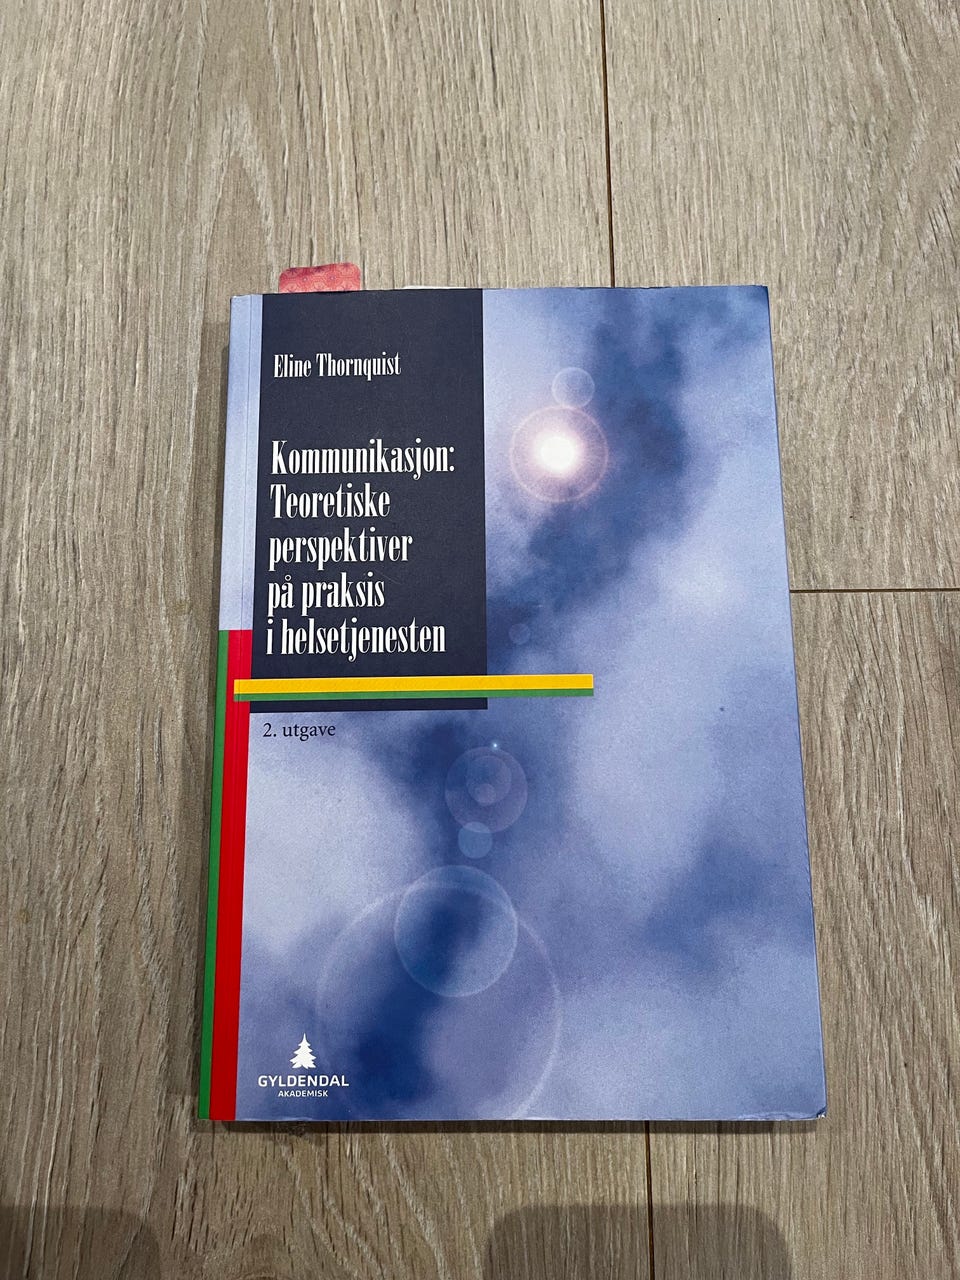 Eline Thornquist
Kommunikasjon:
Teoretiske
perspektiver
på praksis
i helsetjenesten
2. utgave
GYLDENDAL
AKADEMISK